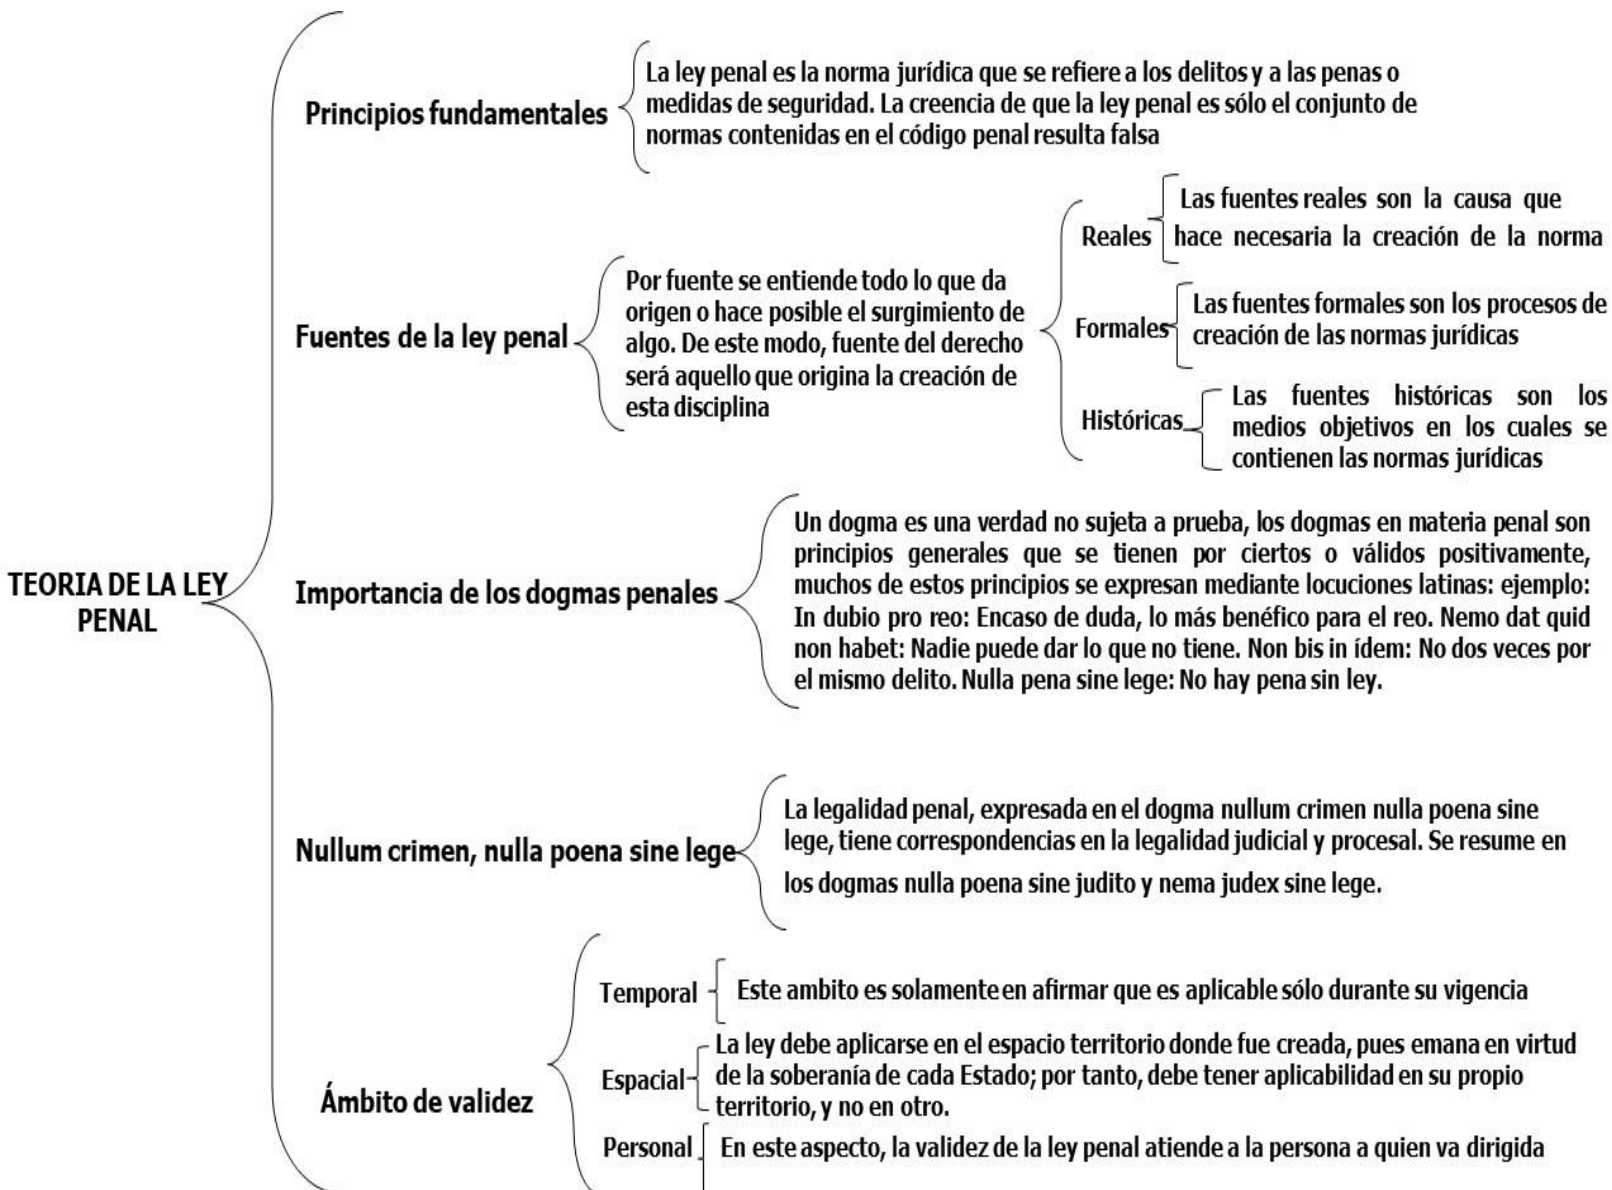 Principios fundamentales
La ley penal es la norma jurídica que se refiere a los delitos y a las penas o
medidas de seguridad. La creencia de que la ley penal es sólo el conjunto de
normas contenidas en el código penal resulta falsa
Fuentes de la ley penal
Por fuente se entiende todo lo que da
origen o hace posible el surgimiento de
algo. De este modo, fuente del derecho
será aquello que origina la creación de
esta disciplina
Reales
Las fuentes reales son la causa que
hace necesaria la creación de la norma
Formales
Las fuentes formales son los procesos de
creación de las normas jurídicas
Históricas
Las fuentes históricas son los
medios objetivos en los cuales se
contienen las normas jurídicas
TEORIA DE LA LEY
PENAL
Importancia de los dogmas penales
Un dogma es una verdad no sujeta a prueba, los dogmas en materia penal son
principios generales que se tienen por ciertos o válidos positivamente,
muchos de estos principios se expresan mediante locuciones latinas: ejemplo:
In dubio pro reo: Encaso de duda, lo más benéfico para el reo. Nemo dat quid
non habet: Nadie puede dar lo que no tiene. Non bis in ídem: No dos veces por
el mismo delito. Nulla pena sine lege: No hay pena sin ley.
Nullum crimen, nulla poena sine lege
La legalidad penal, expresada en el dogma nullum crimen nulla poena sine
lege, tiene correspondencias en la legalidad judicial y procesal. Se resume en
los dogmas nulla poena sine judito y nema judex sine lege.
Ámbito de validez
Temporal
Este ambito es solamente en afirmar que es aplicable sólo durante su vigencia
Espacial
La ley debe aplicarse en el espacio territorio donde fue creada, pues emana en virtud
de la soberanía de cada Estado; por tanto, debe tener aplicabilidad en su propio
territorio, y no en otro.
Personal
En este aspecto, la validez de la ley penal atiende a la persona a quien va dirigida